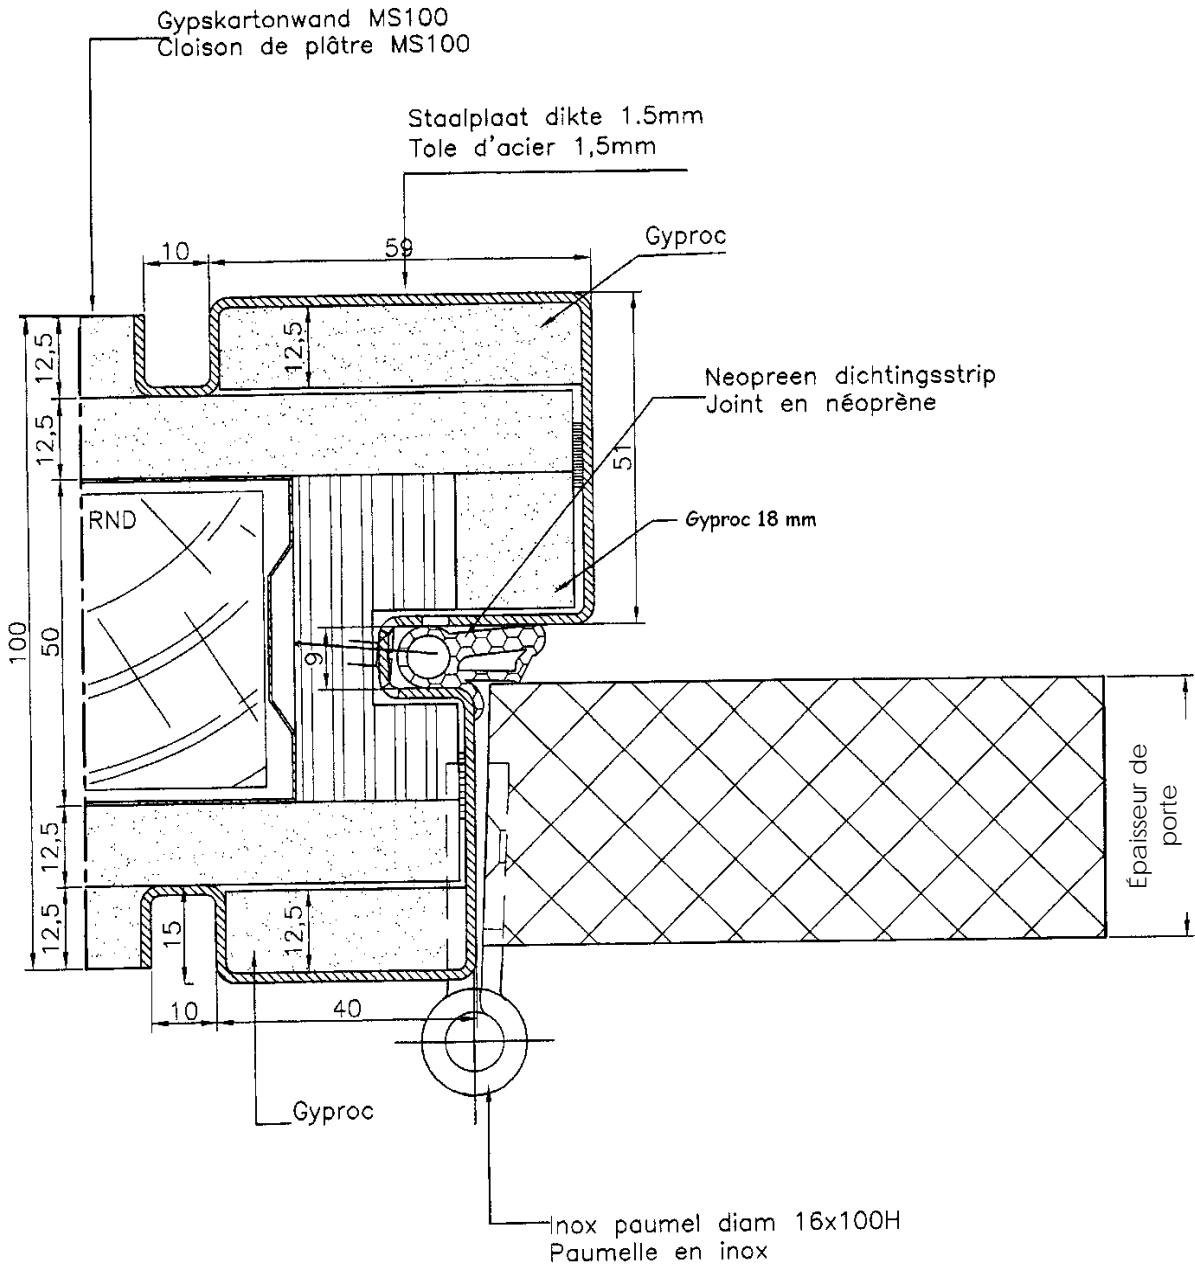 Gypskartonwand MS100
Cloison de plâtre MS100
Staalplaat dikte 1.5mm
Tole d'acier 1,5mm
Gyproc
10
59
12,5
12,5
12,5
Neopreen dichtingsstrip
Joint en néoprène
51
RND
Gyproc 18 mm
100
50
9
Épaisseur de
porte
12,5
12,5
15
12,5
10
40
Gyproc
Inox paumel diam 16x100H
Paumelle en inox